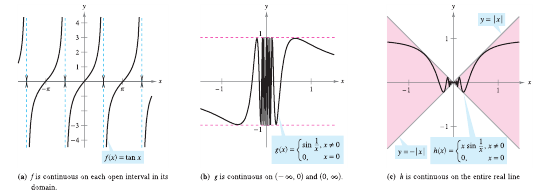 y
4
3
2
1
-π
π
x
-3
-4
f(x) = tan x
(a) f is continuous on each open interval in its
domain.
y
1
-1
1
x
-1
g(x) = { sin 1/x, x ≠ 0
0, x = 0
(b) g is continuous on (-∞, 0) and (0, ∞).
y
y = |x|
1
-1
1
x
-1
y = -|x|
h(x) = { x sin 1/x, x ≠ 0
0, x = 0
(c) h is continuous on the entire real line